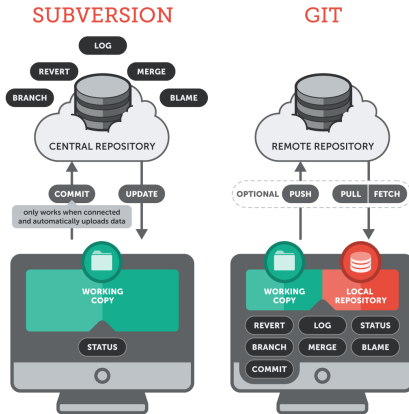 SUBVERSION
LOG
REVERT
MERGE
BRANCH
BLAME
CENTRAL REPOSITORY
COMMIT
UPDATE
only works when connected
and automatically uploads data
WORKING
COPY
STATUS
GIT
REMOTE REPOSITORY
OPTIONAL PUSH PULL FETCH
WORKING
COPY
LOCAL
REPOSITORY
REVERT LOG STATUS
BRANCH MERGE BLAME
COMMIT